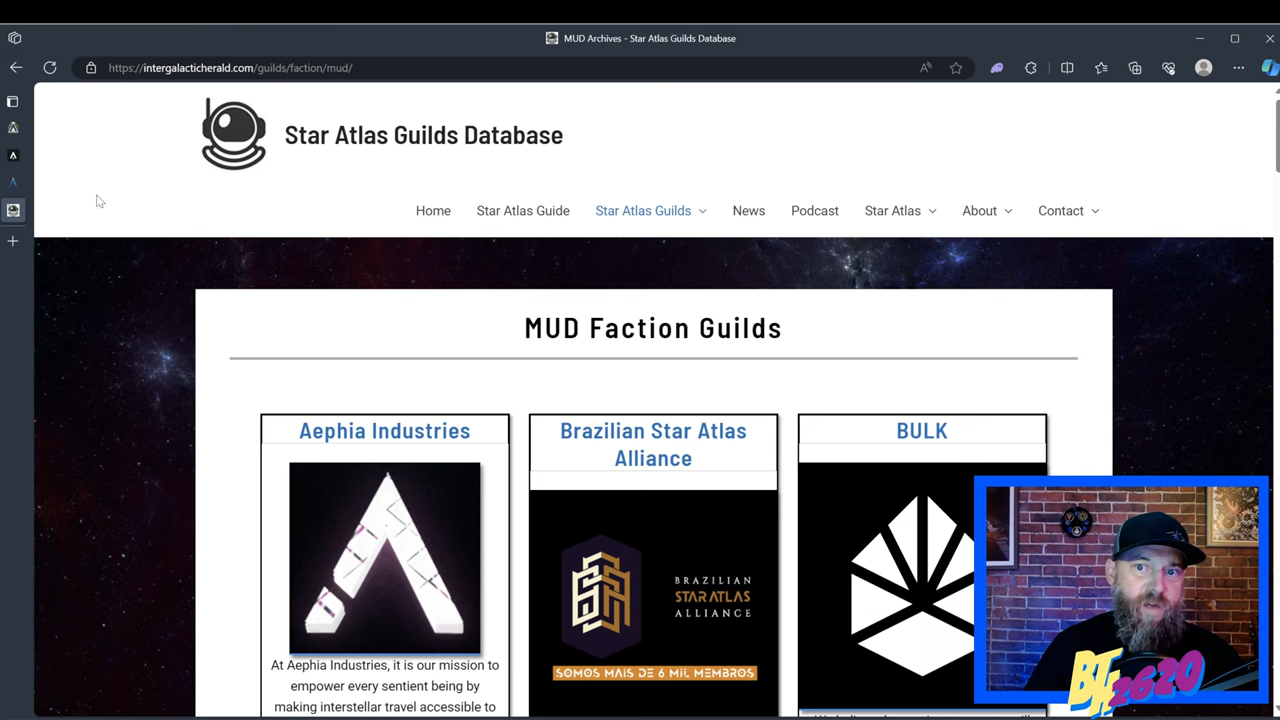 MUD Archives - Star Atlas Guilds Database
https://intergalacticherald.com/guilds/faction/mud/
Star Atlas Guilds Database
Home Star Atlas Guide Star Atlas Guilds News Podcast Star Atlas About Contact
MUD Faction Guilds
Aephia Industries
Brazilian Star Atlas
Alliance
BULK
BRAZILIAN
STAR ATLAS
ALLIANCE
SOMOS MAIS DE 6 MIL MEMBROS
At Aephia Industries, it is our mission to
empower every sentient being by
making interstellar travel accessible to
BTH2620